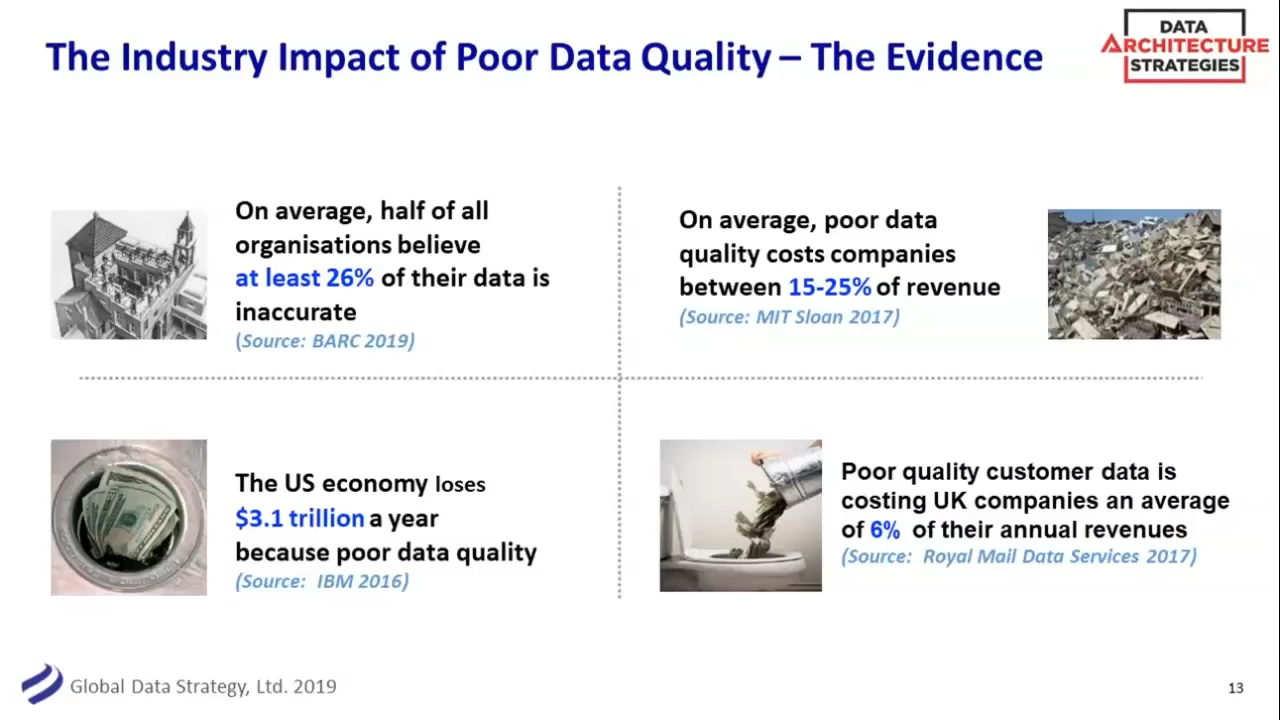 The Industry Impact of Poor Data Quality – The Evidence
DATA
ARCHITECTURE
STRATEGIES
On average, half of all
organisations believe
at least 26% of their data is
inaccurate
(Source: BARC 2019)
On average, poor data
quality costs companies
between 15-25% of revenue
(Source: MIT Sloan 2017)
The US economy loses
$3.1 trillion a year
because poor data quality
(Source: IBM 2016)
Poor quality customer data is
costing UK companies an average
of 6% of their annual revenues
(Source: Royal Mail Data Services 2017)
Global Data Strategy, Ltd. 2019
13